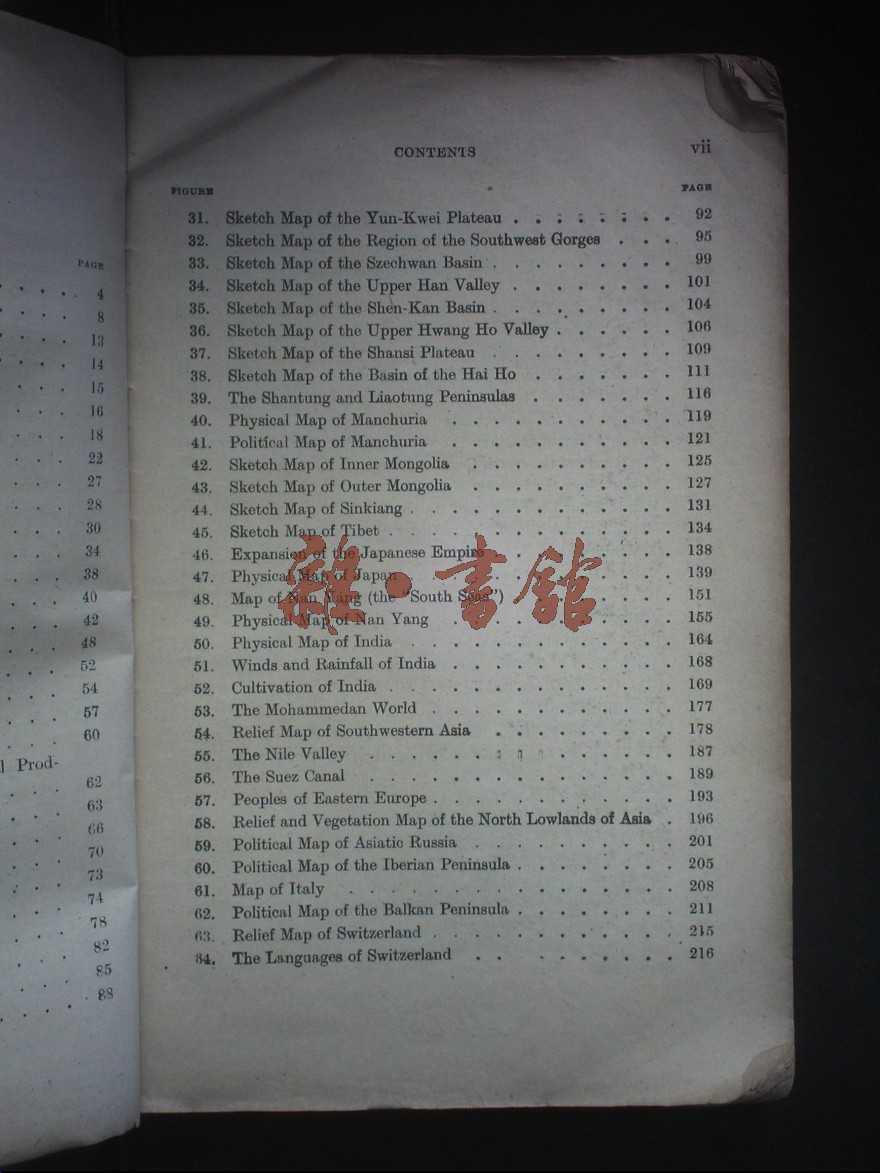 PAGE
4
8
13
14
15
16
18
22
27
28
30
34
38
40
42
48
52
54
57
60
l Prod-
62
63
66
70
73
74
78
82
85
88
CONTENTS vii
FIGURE PAGE
31. Sketch Map of the Yun-Kwei Plateau . . . . . . . . 92
32. Sketch Map of the Region of the Southwest Gorges . . . 95
33. Sketch Map of the Szechwan Basin . . . . . . . . . 99
34. Sketch Map of the Upper Han Valley . . . . . . . . 101
35. Sketch Map of the Shen-Kan Basin . . . . . . . . . 104
36. Sketch Map of the Upper Hwang Ho Valley . . . . . . 106
37. Sketch Map of the Shansi Plateau . . . . . . . . . 109
38. Sketch Map of the Basin of the Hai Ho . . . . . . . 111
39. The Shantung and Liaotung Peninsulas . . . . . . . 116
40. Physical Map of Manchuria . . . . . . . . . . . 119
41. Political Map of Manchuria . . . . . . . . . . . 121
42. Sketch Map of Inner Mongolia . . . . . . . . . . 125
43. Sketch Map of Outer Mongolia . . . . . . . . . . 127
44. Sketch Map of Sinkiang . . . . . . . . . . . . . 131
45. Sketch Map of Tibet . . . . . . . . . . . . . . 134
46. Expansion of the Japanese Empire . . . . . . . . . 138
47. Physical Map of Japan . . . . . . . . . . . . 139
48. Map of Nan Yang (the "South Seas") . . . . . . . 151
49. Physical Map of Nan Yang . . . . . . . . . . . 155
50. Physical Map of India . . . . . . . . . . . . . 164
51. Winds and Rainfall of India . . . . . . . . . . . 168
52. Cultivation of India . . . . . . . . . . . . . . 169
53. The Mohammedan World . . . . . . . . . . . . 177
54. Relief Map of Southwestern Asia . . . . . . . . . 178
55. The Nile Valley . . . . . . . . . . . . . . . 187
56. The Suez Canal . . . . . . . . . . . . . . . 189
57. Peoples of Eastern Europe . . . . . . . . . . . . 193
58. Relief and Vegetation Map of the North Lowlands of Asia . 196
59. Political Map of Asiatic Russia . . . . . . . . . . 201
60. Political Map of the Iberian Peninsula . . . . . . . . 205
61. Map of Italy . . . . . . . . . . . . . . . . 208
62. Political Map of the Balkan Peninsula . . . . . . . . 211
63. Relief Map of Switzerland . . . . . . . . . . . . 215
64. The Languages of Switzerland . . . . . . . . . 216
雜·書館